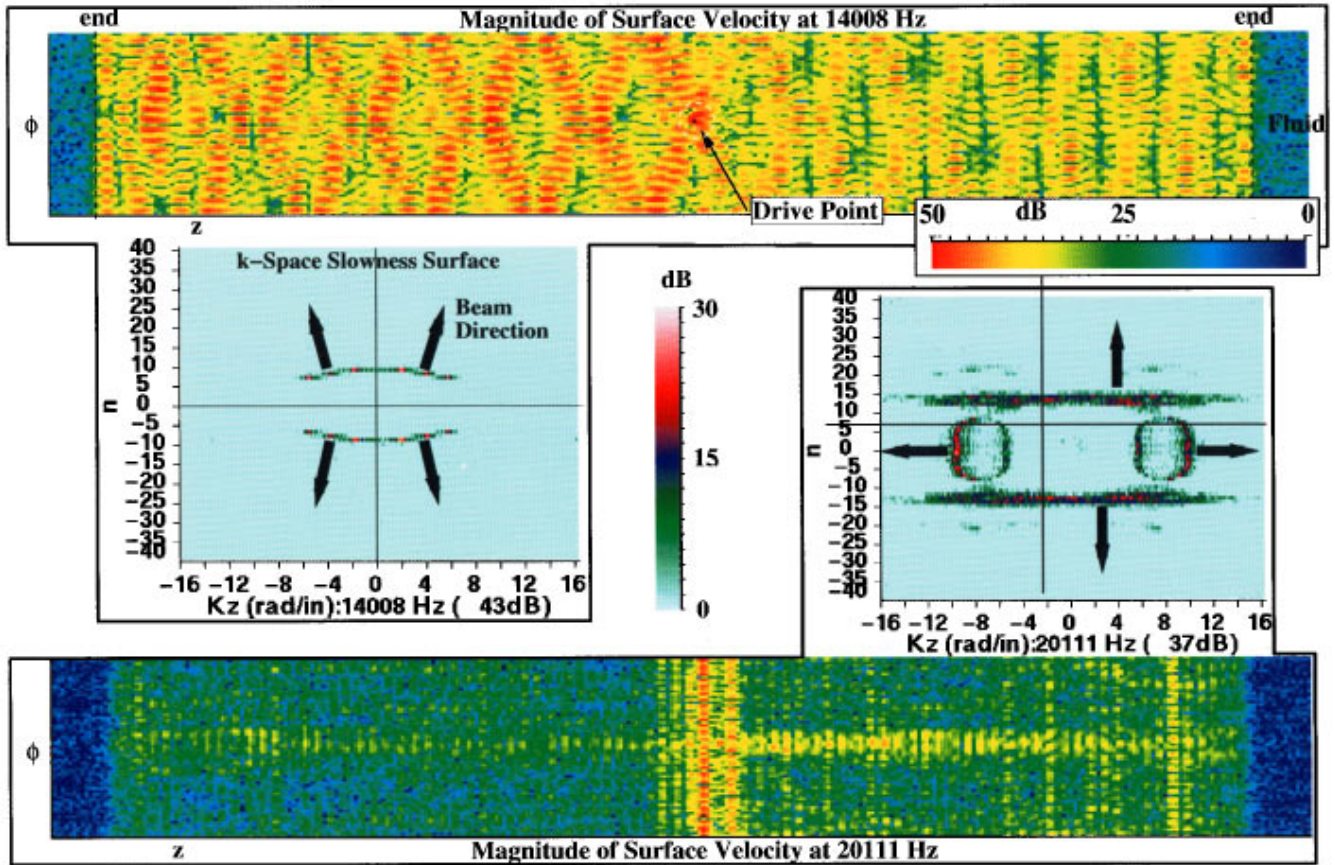 end Magnitude of Surface Velocity at 14008 Hz end
ϕ
Fluid
Drive Point
z
50 dB 25 0
k-Space Slowness Surface
Beam
Direction
40
35
30
25
20
15
10
5
0
-5
-10
-15
-20
-25
-30
-35
-40
n
-16 -12 -8 -4 0 4 8 12 16
Kz (rad/in):14008 Hz ( 43dB)
dB
30
15
0
40
35
30
25
20
15
10
5
0
-5
-10
-15
-20
-25
-30
-35
-40
n
-16 -12 -8 -4 0 4 8 12 16
Kz (rad/in):20111 Hz ( 37dB)
ϕ
z Magnitude of Surface Velocity at 20111 Hz